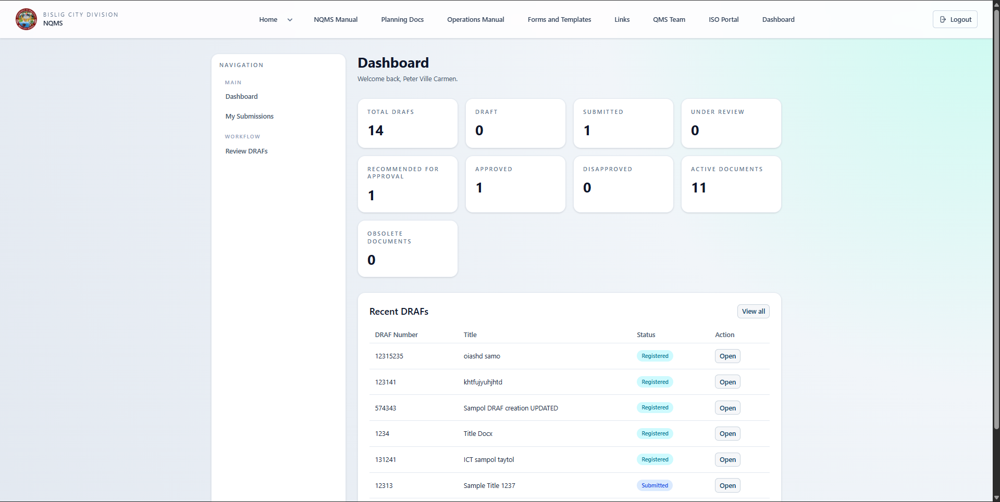 BISLIG CITY DIVISION
NQMS
Home NQMS Manual Planning Docs Operations Manual Forms and Templates Links QMS Team ISO Portal Dashboard Logout
NAVIGATION
MAIN
Dashboard
My Submissions
WORKFLOW
Review DRAFs
Dashboard
Welcome back, Peter Ville Carmen.
TOTAL DRAFS
14
DRAFT
0
SUBMITTED
1
UNDER REVIEW
0
RECOMMENDED FOR
APPROVAL
1
APPROVED
1
DISAPPROVED
0
ACTIVE DOCUMENTS
11
OBSOLETE
DOCUMENTS
0
Recent DRAFs View all
DRAF Number Title Status Action
12315235 oiashd samo Registered Open
123141 khtfujyuhjhtd Registered Open
574343 Sampol DRAF creation UPDATED Registered Open
1234 Title Docx Registered Open
131241 ICT sampol taytol Registered Open
12313 Sample Title 1237 Submitted Open